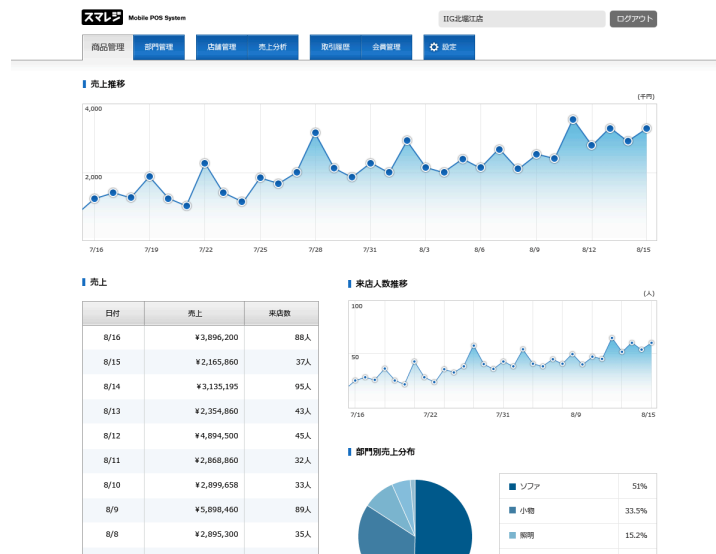 スマレジ Mobile POS System
IIG北堀江店 ログアウト
商品管理 部門管理 店舗管理 売上分析 取引履歴 会員管理 設定
売上推移
(千円)
4,000
2,000
7/16 7/19 7/22 7/25 7/28 7/31 8/3 8/6 8/9 8/12 8/15
売上
日付 売上 来店数
8/16 ¥3,896,200 88人
8/15 ¥2,165,860 37人
8/14 ¥3,135,195 95人
8/13 ¥2,354,860 43人
8/12 ¥4,894,500 45人
8/11 ¥2,868,860 32人
8/10 ¥2,899,658 33人
8/9 ¥5,898,460 89人
8/8 ¥2,895,300 35人
来店人数推移
(人)
100
50
7/16 7/22 7/31 8/9 8/15
部門別売上分布
ソファ 51%
小物 33.5%
照明 15.2%